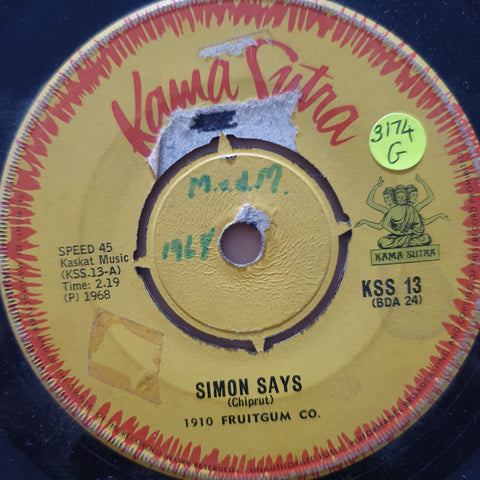 Kama Sutra
3174
G
M.e.d.M.
1968
KAMA SUTRA
SPEED 45
Kaskat Music
(KSS.13-A)
Time: 2.19
(P) 1968
KSS 13
(BDA 24)
SIMON SAYS
(Chiprut)
1910 FRUITGUM CO.